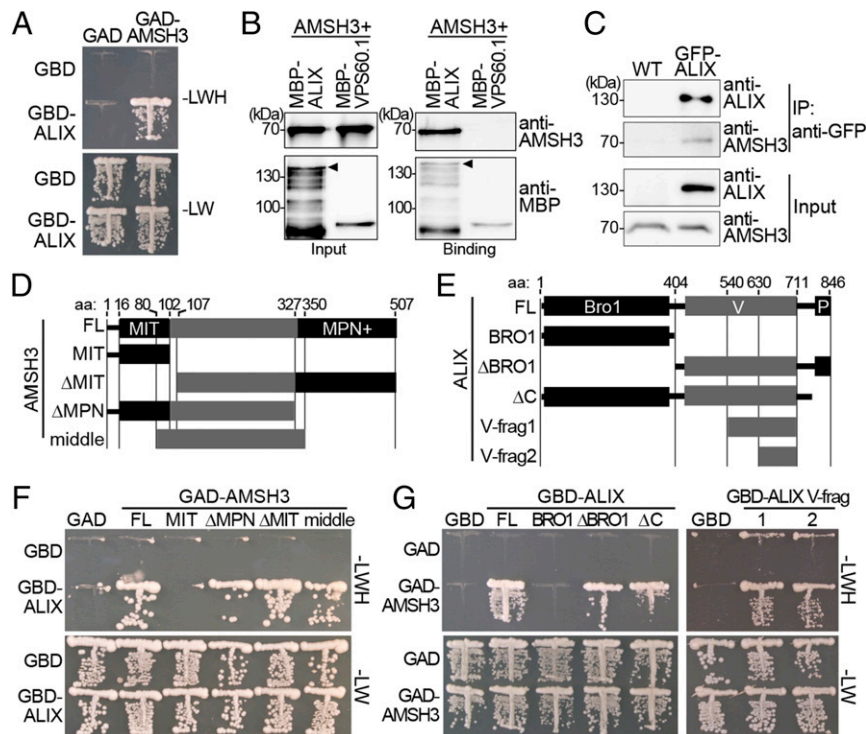 A
GAD
GAD-
AMSH3
GBD
GBD-
ALIX
-LWH
GBD
GBD-
ALIX
-LW
B
AMSH3+
AMSH3+
MBP-
ALIX
MBP-
VPS60.1
MBP-
ALIX
MBP-
VPS60.1
(kDa)
70
130
100
Input
(kDa)
70
130
100
Binding
anti-
AMSH3
anti-
MBP
C
WT
GFP-
ALIX
(kDa)
130
70
130
70
anti-
ALIX
anti-
AMSH3
IP:
anti-GFP
anti-
ALIX
anti-
AMSH3
Input
D
aa: 1 16 80 102 107 327 350 507
AMSH3
FL MIT MPN+
MIT
ΔMIT
ΔMPN
middle
E
aa: 1 404 540 630 711 846
ALIX
FL Bro1 V P
BRO1
ΔBRO1
ΔC
V-frag1
V-frag2
F
GAD-AMSH3
GAD FL MIT ΔMPN ΔMIT middle
GBD
GBD-
ALIX
-LWH
GBD
GBD-
ALIX
-LW
G
GBD-ALIX
GBD FL BRO1 ΔBRO1 ΔC
GBD-ALIX V-frag
GBD 1 2
GAD
GAD-
AMSH3
-LWH
GAD
GAD-
AMSH3
-LW